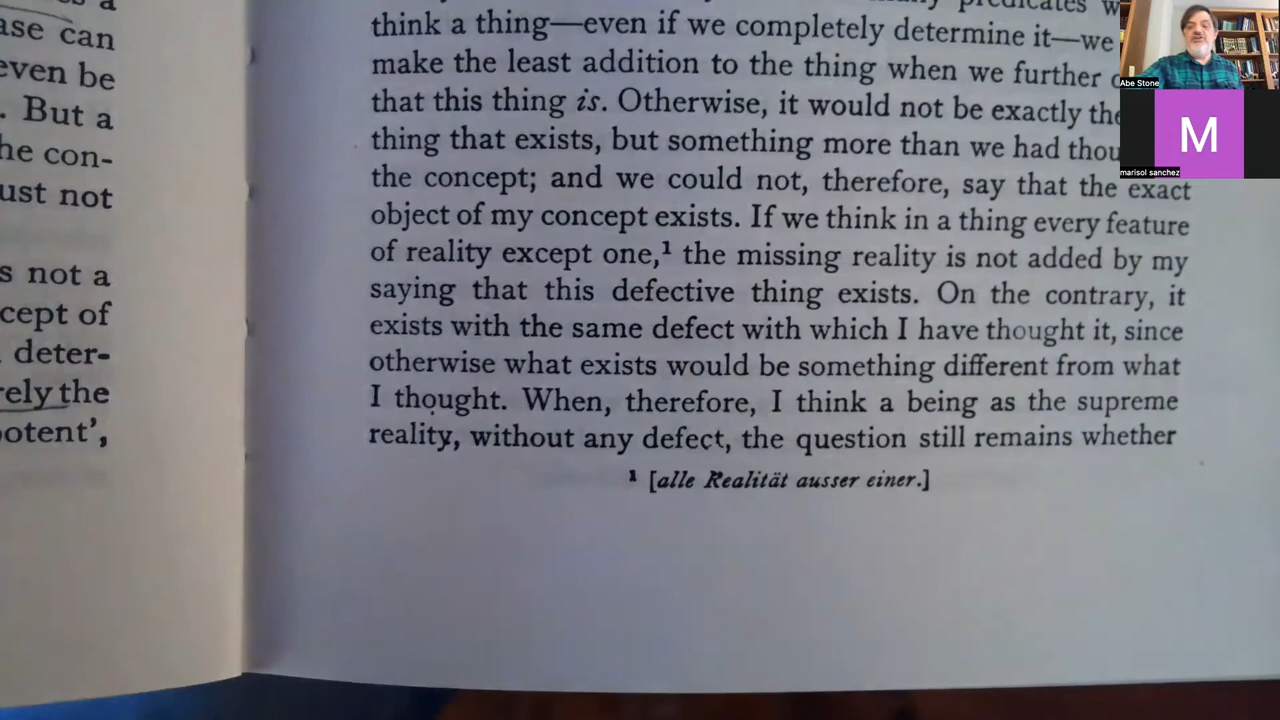 ase can
even be
. But a
he con-
ust not
s not a
cept of
deter-
rely the
otent',
predicates w
think a thing—even if we completely determine it—we
make the least addition to the thing when we further
that this thing is. Otherwise, it would not be exactly the
thing that exists, but something more than we had thou
the concept; and we could not, therefore, say that the exact
object of my concept exists. If we think in a thing every feature
of reality except one,¹ the missing reality is not added by my
saying that this defective thing exists. On the contrary, it
exists with the same defect with which I have thought it, since
otherwise what exists would be something different from what
I thought. When, therefore, I think a being as the supreme
reality, without any defect, the question still remains whether
¹ [alle Realität ausser einer.]
Abe Stone
M
marisol sanchez